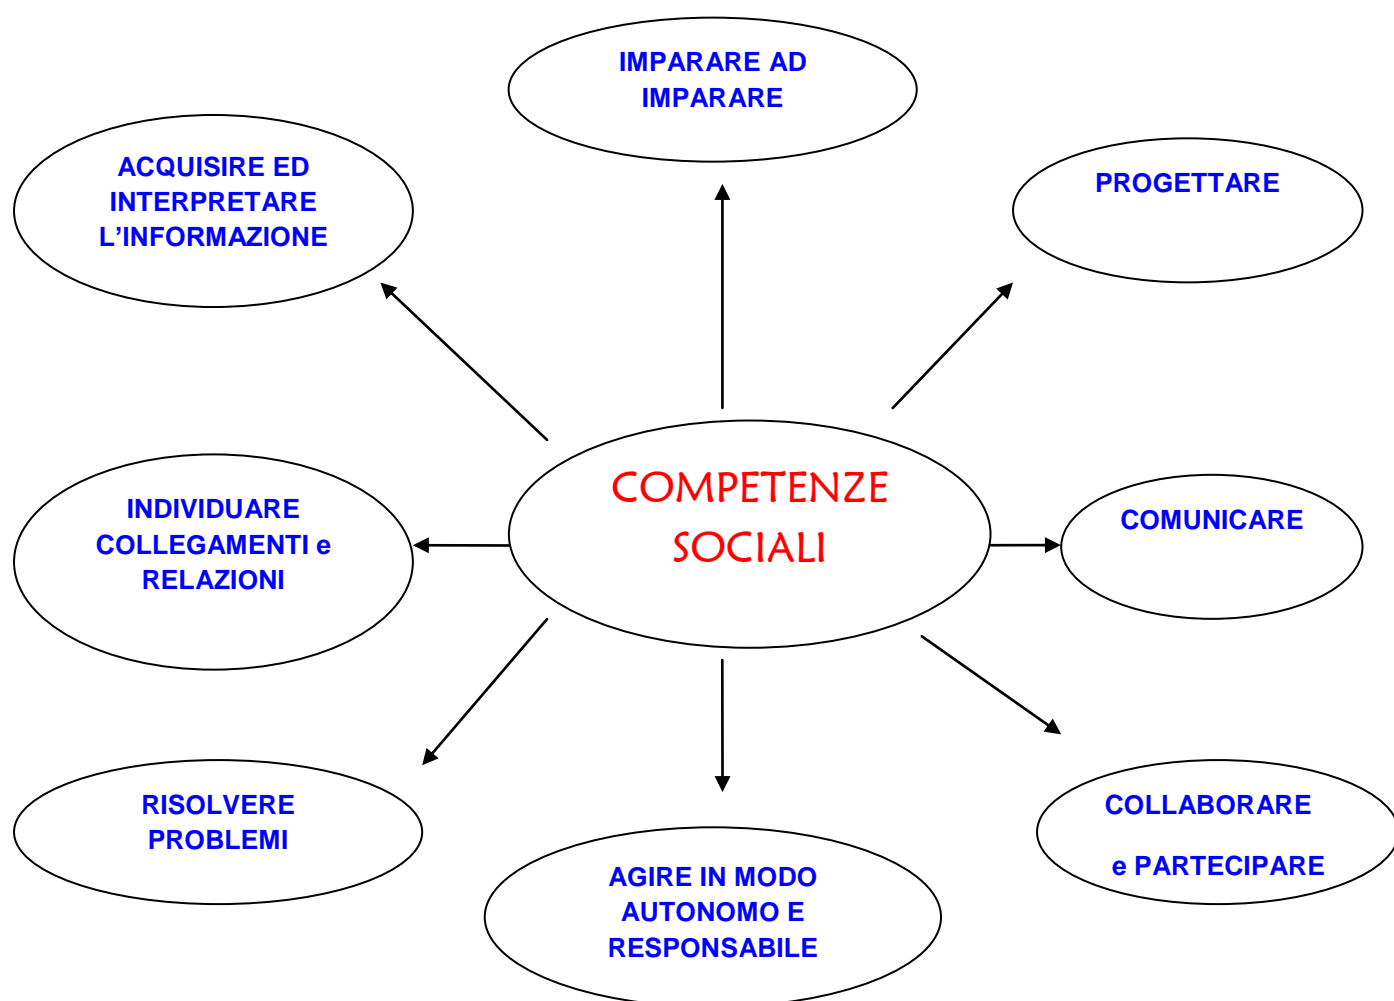 IMPARARE AD
IMPARARE
ACQUISIRE ED
INTERPRETARE
L’INFORMAZIONE
PROGETTARE
COMPETENZE
SOCIALI
INDIVIDUARE
COLLEGAMENTI e
RELAZIONI
COMUNICARE
RISOLVERE
PROBLEMI
AGIRE IN MODO
AUTONOMO E
RESPONSABILE
COLLABORARE
e PARTECIPARE